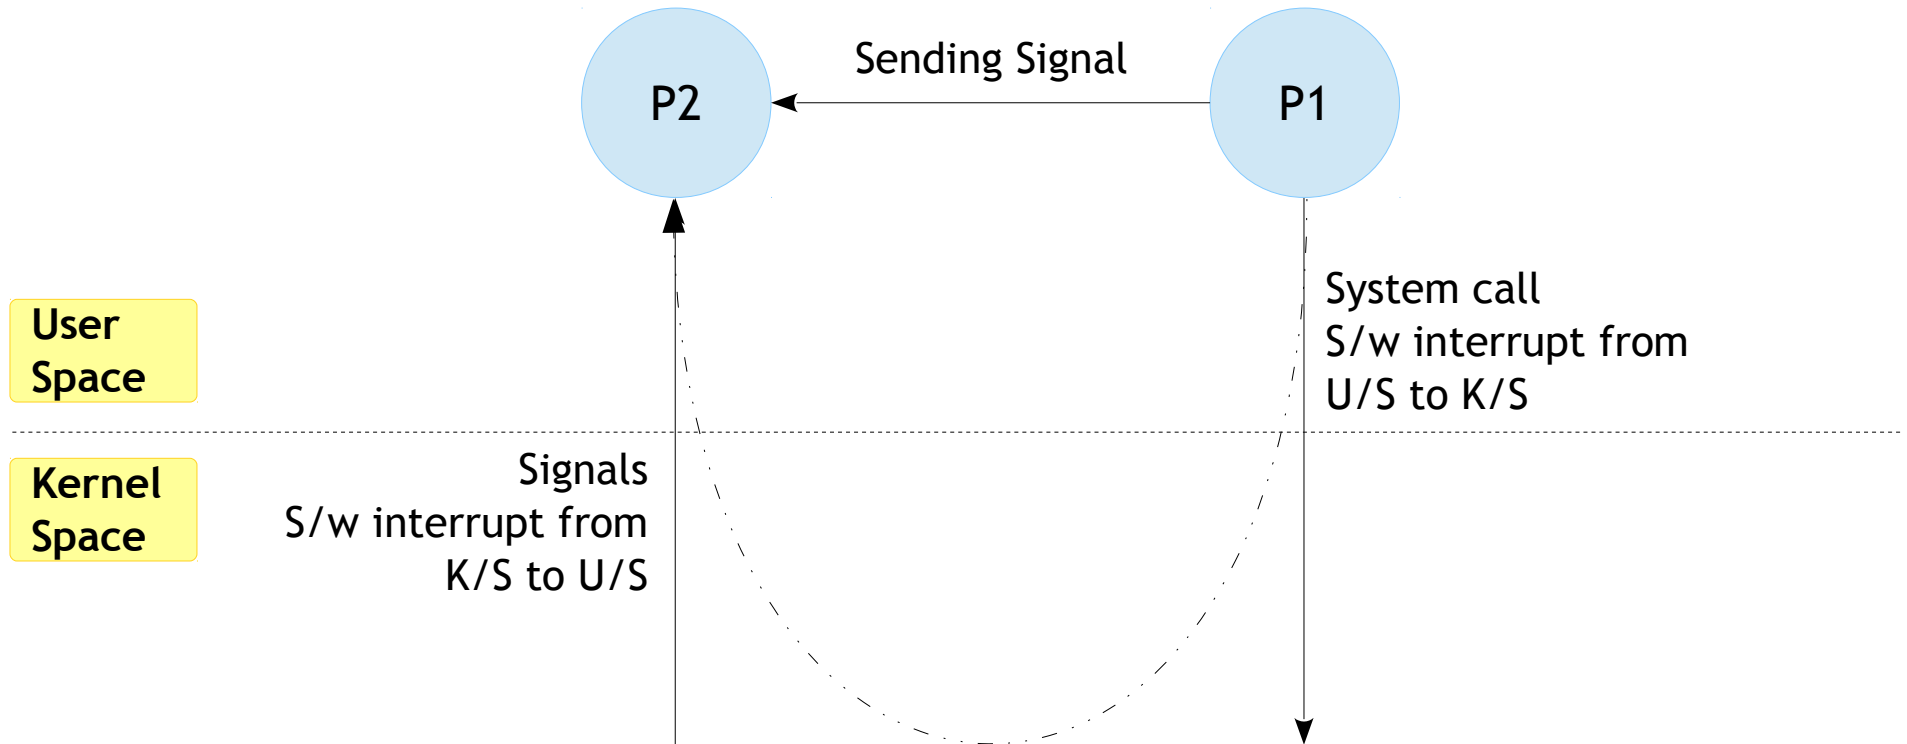 Sending Signal
P2
P1
System call
S/w interrupt from
U/S to K/S
User
Space
Kernel
Space
Signals
S/w interrupt from
K/S to U/S